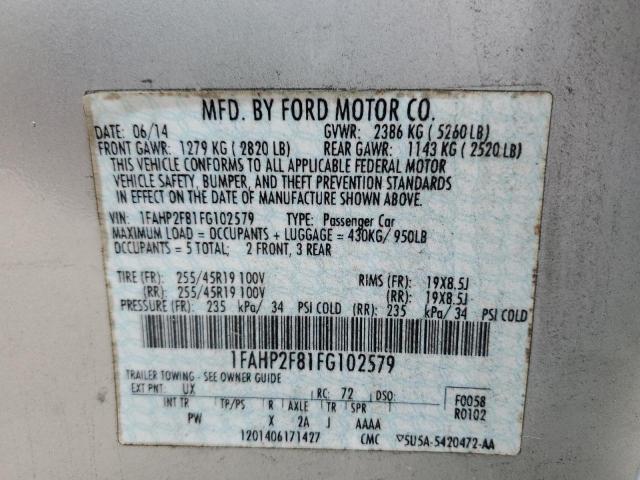 MFD. BY FORD MOTOR CO.
DATE: 06/14 GVWR: 2386 KG ( 5260 LB)
FRONT GAWR: 1279 KG ( 2820 LB) REAR GAWR: 1143 KG ( 2520 LB)
THIS VEHICLE CONFORMS TO ALL APPLICABLE FEDERAL MOTOR
VEHICLE SAFETY, BUMPER, AND THEFT PREVENTION STANDARDS
IN EFFECT ON THE DATE OF MANUFACTURE SHOWN ABOVE.
VIN: 1FAHP2F81FG102579 TYPE: Passenger Car
MAXIMUM LOAD = OCCUPANTS + LUGGAGE = 430KG/ 950LB
OCCUPANTS = 5 TOTAL; 2 FRONT, 3 REAR
TIRE (FR): 255/45R19 100V RIMS (FR): 19X8.5J
(RR): 255/45R19 100V (RR): 19X8.5J
PRESSURE (FR): 235 kPa/ 34 PSI COLD (RR): 235 kPa/ 34 PSI COLD
1FAHP2F81FG102579
TRAILER TOWING - SEE OWNER GUIDE
EXT PNT: UX RC: 72 DSO: F0058
INT TR TP/PS R AXLE TR SPR R0102
PW X 2A J AAAA
1201406171427 CMC SU5A-5420472-AA